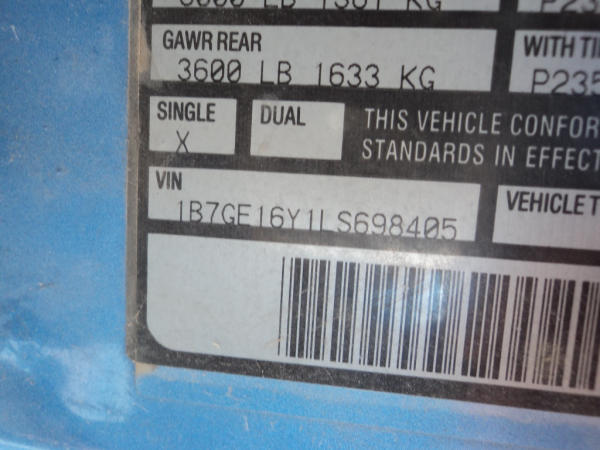 3600 LB 1633 KG
GAWR REAR
WITH TI
P235
SINGLE
DUAL
X
THIS VEHICLE CONFOR
STANDARDS IN EFFECT
VIN
1B7GE16Y1LS698405
VEHICLE T